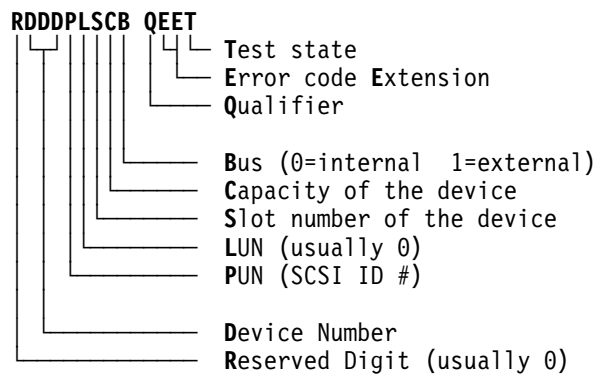 RDDDPLSCB QEET
Test state
Error code Extension
Qualifier
Bus (0=internal 1=external)
Capacity of the device
Slot number of the device
LUN (usually 0)
PUN (SCSI ID #)
Device Number
Reserved Digit (usually 0)